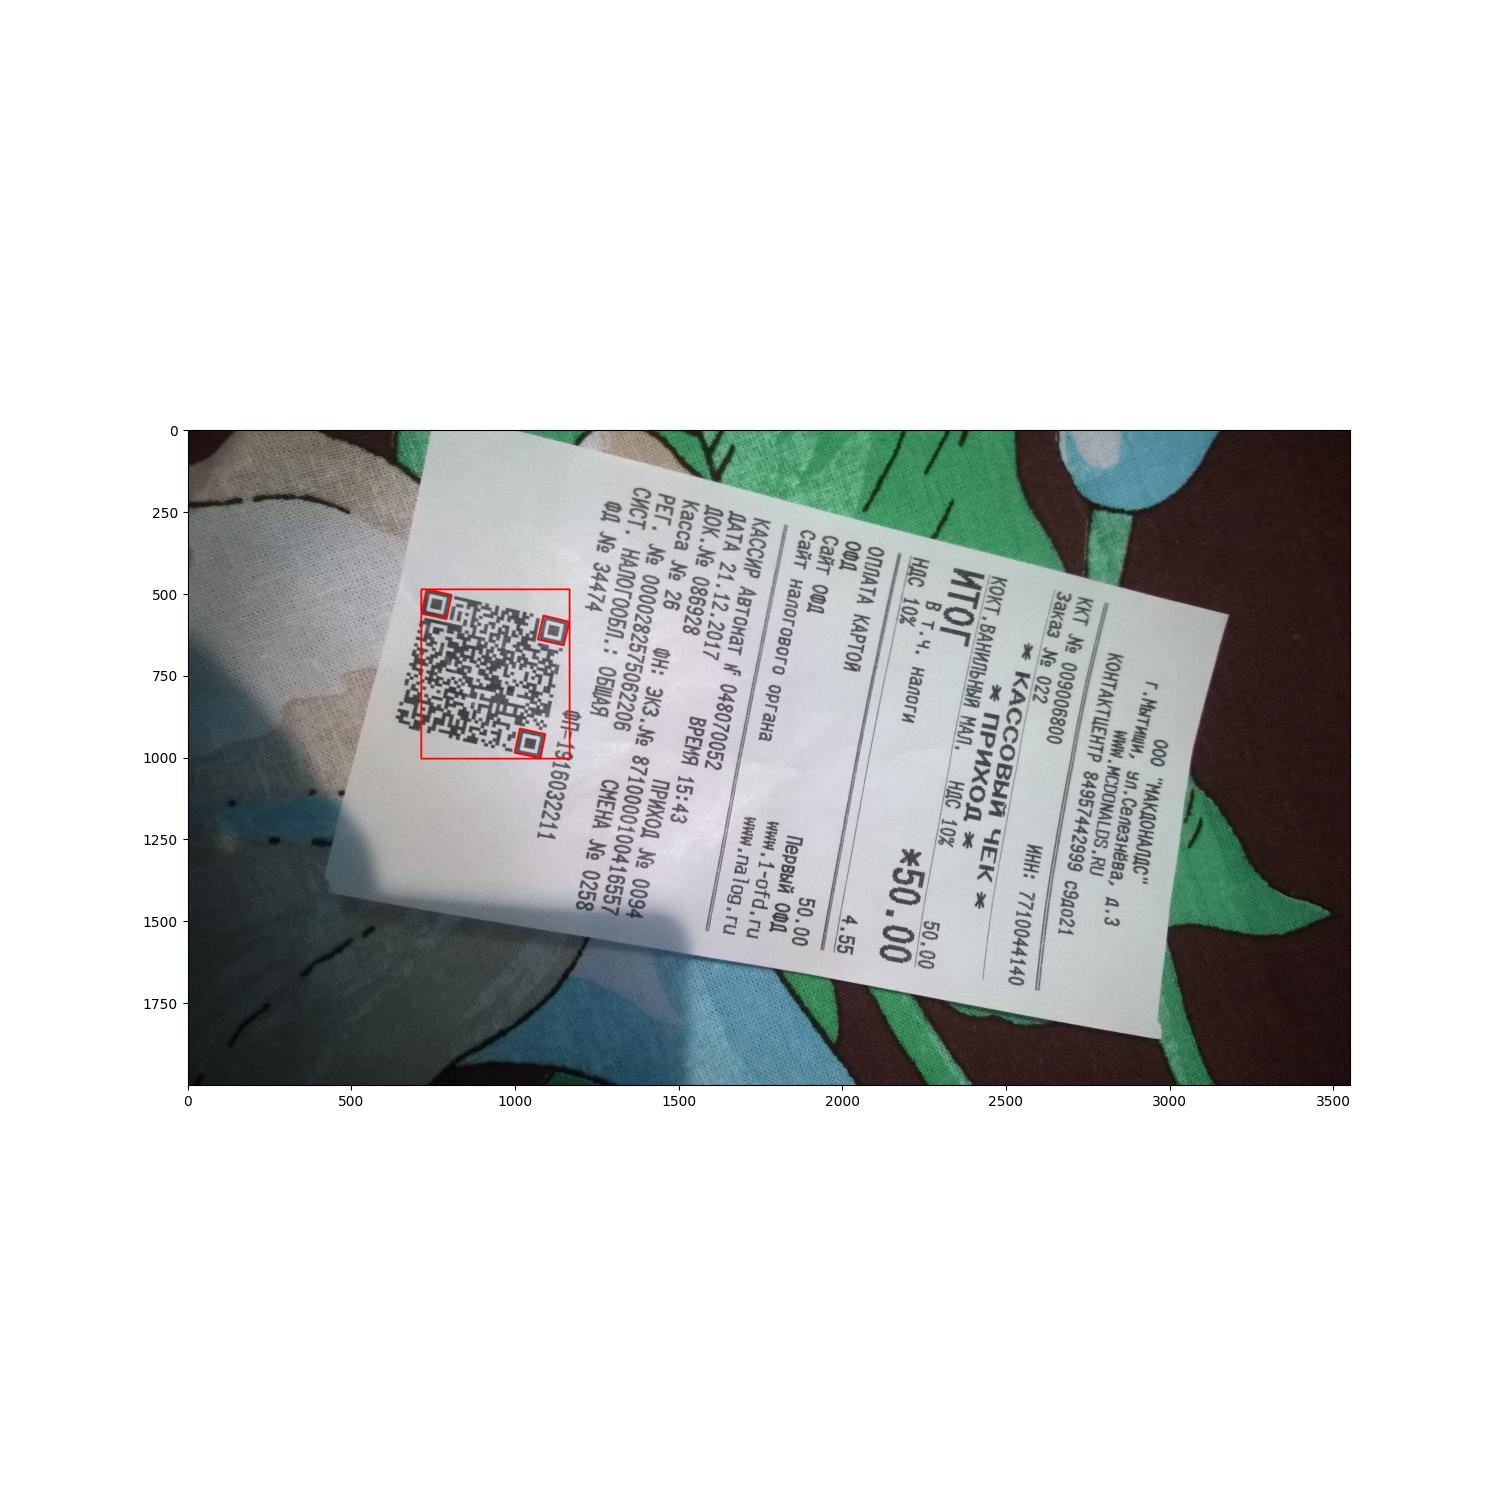 ООО "МАКДОНАЛДС"
г.Мытищи, ул.Селезнёва, д.3
WWW.MCDONALDS.RU
КОНТАКТЦЕНТР 84957442999 с9до21
ККТ № 00906800 ИНН: 7710044140
Заказ № 022
* КАССОВЫЙ ЧЕК *
* ПРИХОД *
КОКТ.ВАНИЛЬНЫЙ МАЛ. НДС 10%
50.00
ИТОГ *50.00
В т.ч. налоги
НДС 10% 4.55
ОПЛАТА КАРТОЙ 50.00
ОФД Первый ОФД
Сайт ОФД www.1-ofd.ru
Сайт налогового органа www.nalog.ru
КАССИР Автомат № 048070052
ДАТА 21.12.2017 ВРЕМЯ 15:43
ДОК.№ 086928
Касса № 26 ПРИХОД № 0094
РЕГ. № 0000282575062206
ФН: ЭКЗ.№ 8710000100416557
СИСТ. НАЛОГООБЛ.: ОБЩАЯ СМЕНА № 0258
ФД № 34474
ФП-1916032211
0
250
500
750
1000
1250
1500
1750
0 500 1000 1500 2000 2500 3000 3500